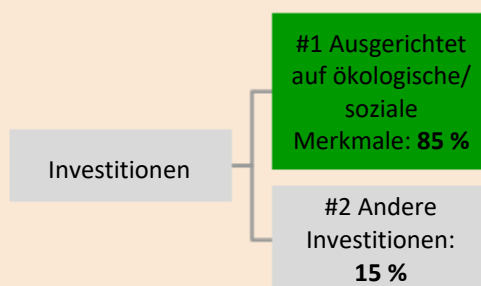 #1 Ausgerichtet
auf ökologische/
soziale
Merkmale: 85 %
Investitionen
#2 Andere
Investitionen:
15 %